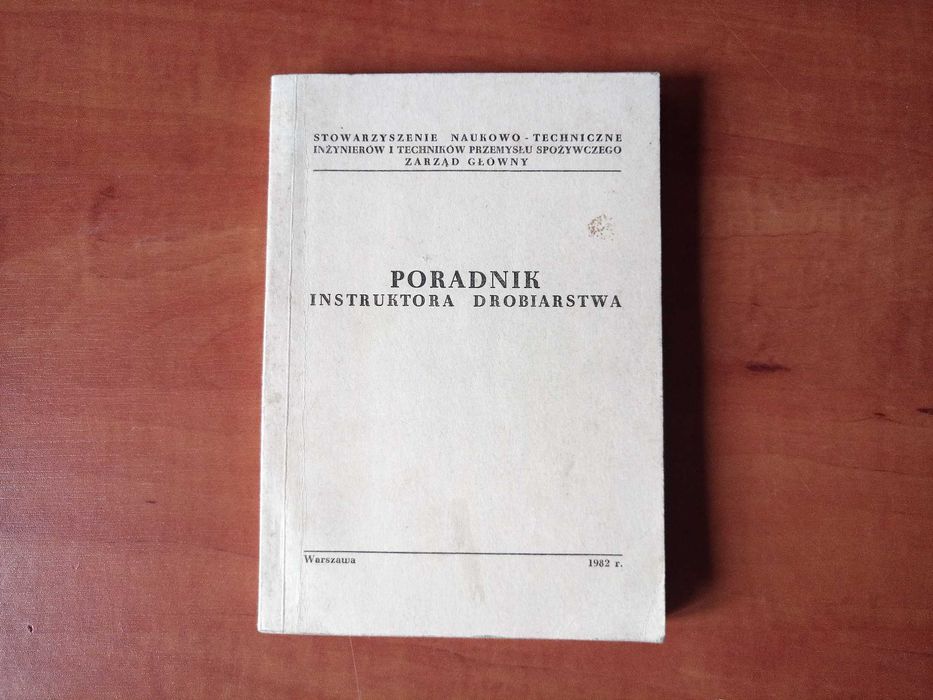 STOWARZYSZENIE NAUKOWO - TECHNICZNE
INŻYNIERÓW I TECHNIKÓW PRZEMYSŁU SPOŻYWCZEGO
ZARZĄD GŁÓWNY
PORADNIK
INSTRUKTORA DROBIARSTWA
Warszawa 1982 r.